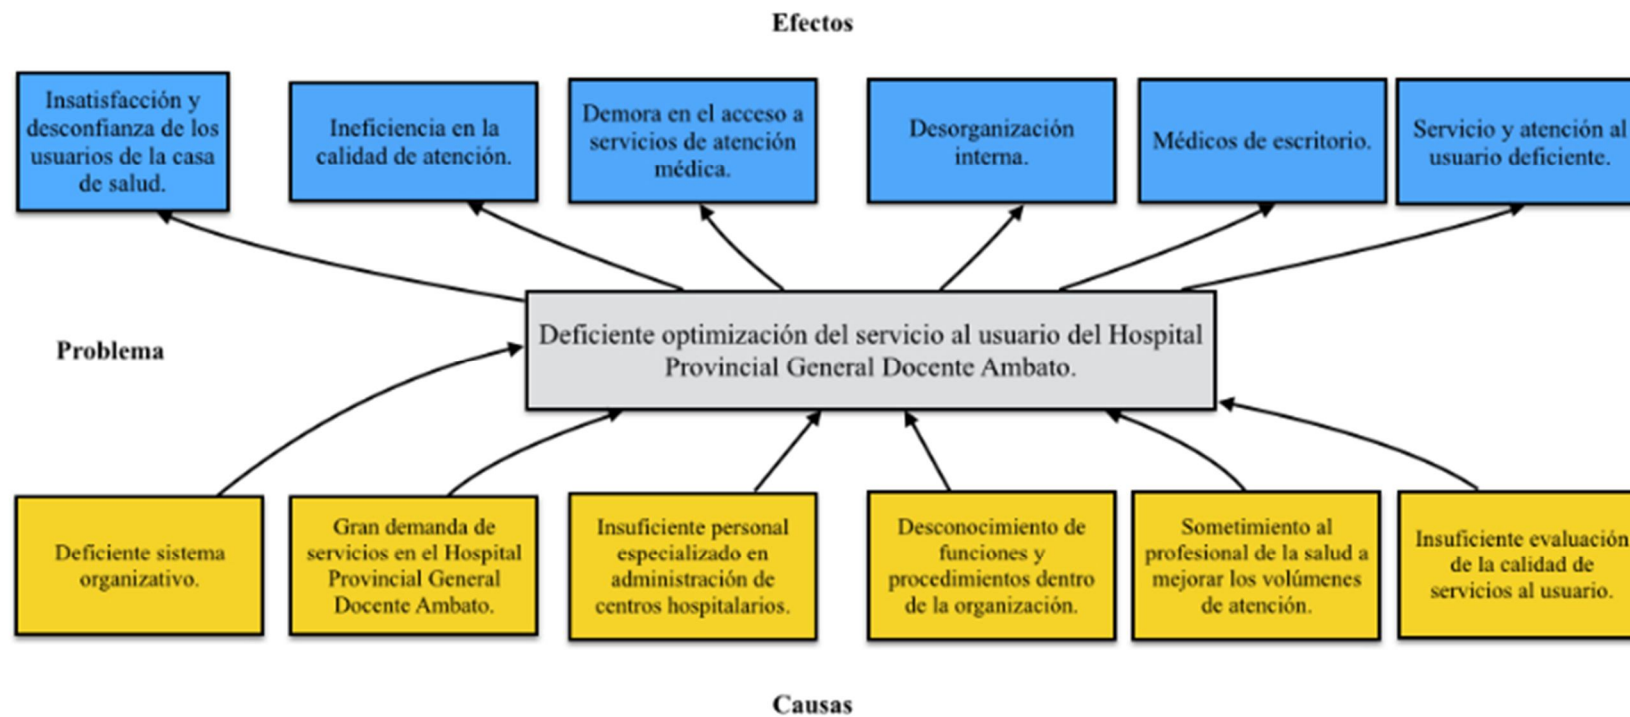 Efectos
Insatisfacción y
desconfianza de los
usuarios de la casa
de salud.
Ineficiencia en la
calidad de atención.
Demora en el acceso a
servicios de atención
médica.
Desorganización
interna.
Médicos de escritorio.
Servicio y atención al
usuario deficiente.
Problema
Deficiente optimización del servicio al usuario del Hospital
Provincial General Docente Ambato.
Deficiente sistema
organizativo.
Gran demanda de
servicios en el Hospital
Provincial General
Docente Ambato.
Insuficiente personal
especializado en
administración de
centros hospitalarios.
Desconocimiento de
funciones y
procedimientos dentro
de la organización.
Sometimiento al
profesional de la salud a
mejorar los volúmenes
de atención.
Insuficiente evaluación
de la calidad de
servicios al usuario.
Causas